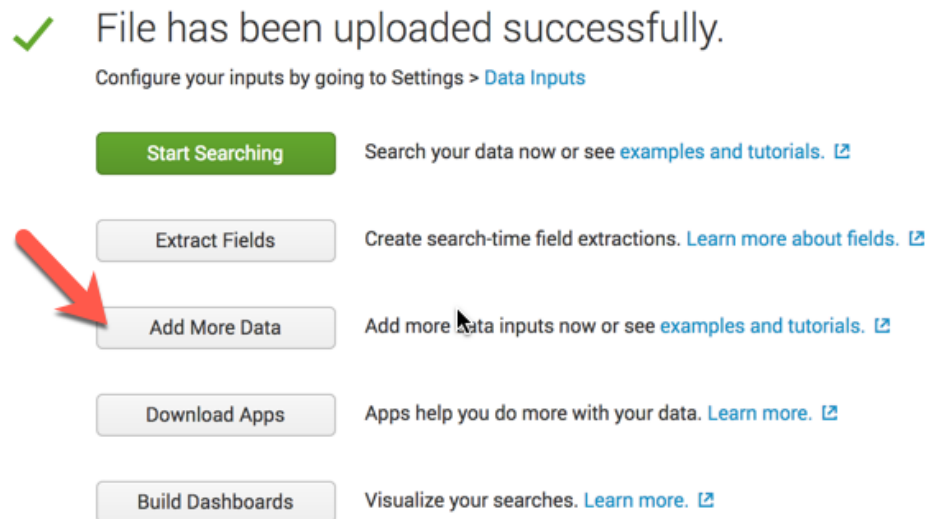 File has been uploaded successfully.
Configure your inputs by going to Settings > Data Inputs
Start Searching
Search your data now or see examples and tutorials.
Extract Fields
Create search-time field extractions. Learn more about fields.
Add More Data
Add more data inputs now or see examples and tutorials.
Download Apps
Apps help you do more with your data. Learn more.
Build Dashboards
Visualize your searches. Learn more.